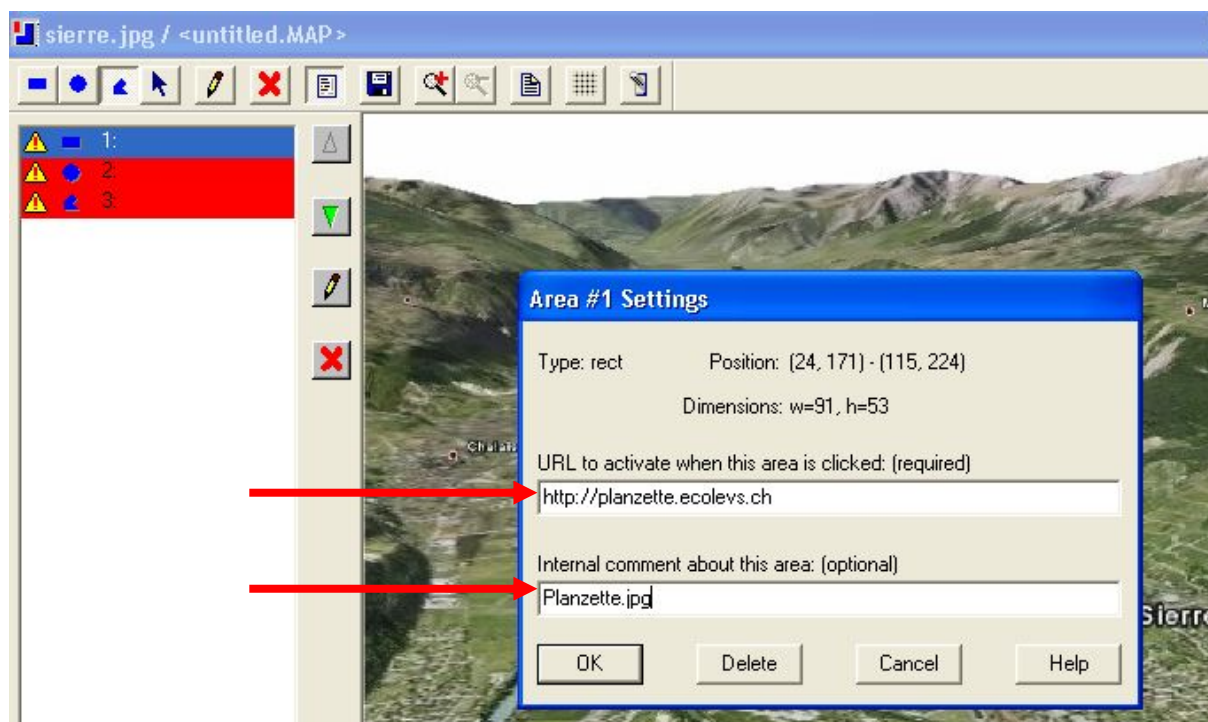 sierre.jpg / <untitled.MAP>
1:
2:
3:
Area #1 Settings
Type: rect Position: (24, 171) - (115, 224)
Dimensions: w=91, h=53
URL to activate when this area is clicked: (required)
http://planzette.ecolevs.ch
Internal comment about this area: (optional)
Planzette.jpg
Sierre
OK Delete Cancel Help